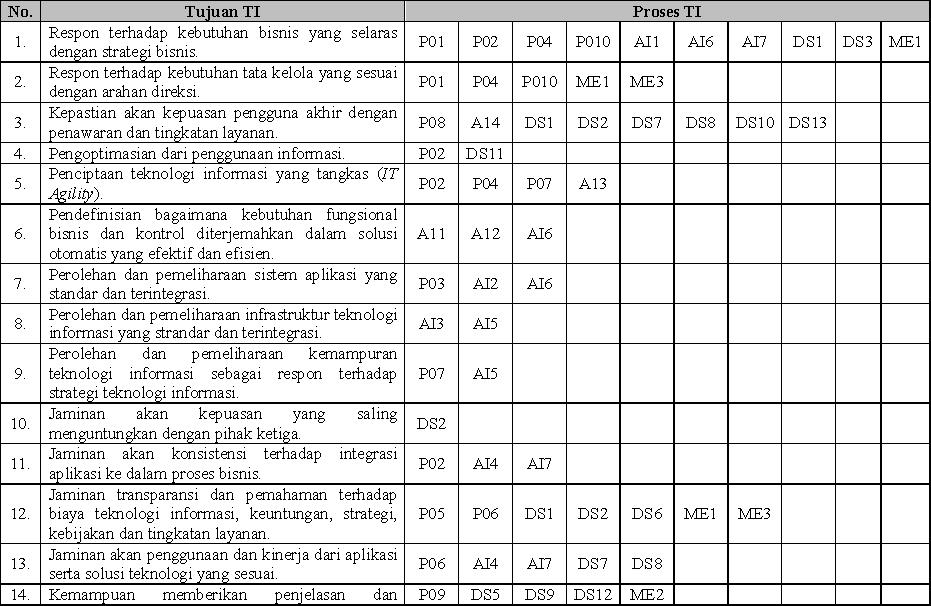 No. Tujuan TI Proses TI
1. Respon terhadap kebutuhan bisnis yang selaras
dengan strategi bisnis. P01 P02 P04 P010 AI1 AI6 AI7 DS1 DS3 ME1
2. Respon terhadap kebutuhan tata kelola yang sesuai
dengan arahan direksi. P01 P04 P010 ME1 ME3
3. Kepastian akan kepuasan pengguna akhir dengan
penawaran dan tingkatan layanan. P08 A14 DS1 DS2 DS7 DS8 DS10 DS13
4. Pengoptimasian dari penggunaan informasi. P02 DS11
5. Penciptaan teknologi informasi yang tangkas (IT
Agility). P02 P04 P07 A13
6. Pendefinisian bagaimana kebutuhan fungsional
bisnis dan kontrol diterjemahkan dalam solusi
otomatis yang efektif dan efisien. A11 A12 AI6
7. Perolehan dan pemeliharaan sistem aplikasi yang
standar dan terintegrasi. P03 AI2 AI6
8. Perolehan dan pemeliharaan infrastruktur teknologi
informasi yang strandar dan terintegrasi. AI3 AI5
9. Perolehan dan pemeliharaan kemampuran
teknologi informasi sebagai respon terhadap
strategi teknologi informasi. P07 AI5
10. Jaminan akan kepuasan yang saling
menguntungkan dengan pihak ketiga. DS2
11. Jaminan akan konsistensi terhadap integrasi
aplikasi ke dalam proses bisnis. P02 AI4 AI7
12. Jaminan transparansi dan pemahaman terhadap
biaya teknologi informasi, keuntungan, strategi,
kebijakan dan tingkatan layanan. P05 P06 DS1 DS2 DS6 ME1 ME3
13. Jaminan akan penggunaan dan kinerja dari aplikasi
serta solusi teknologi yang sesuai. P06 AI4 AI7 DS7 DS8
14. Kemampuan memberikan penjelasan dan P09 DS5 DS9 DS12 ME2